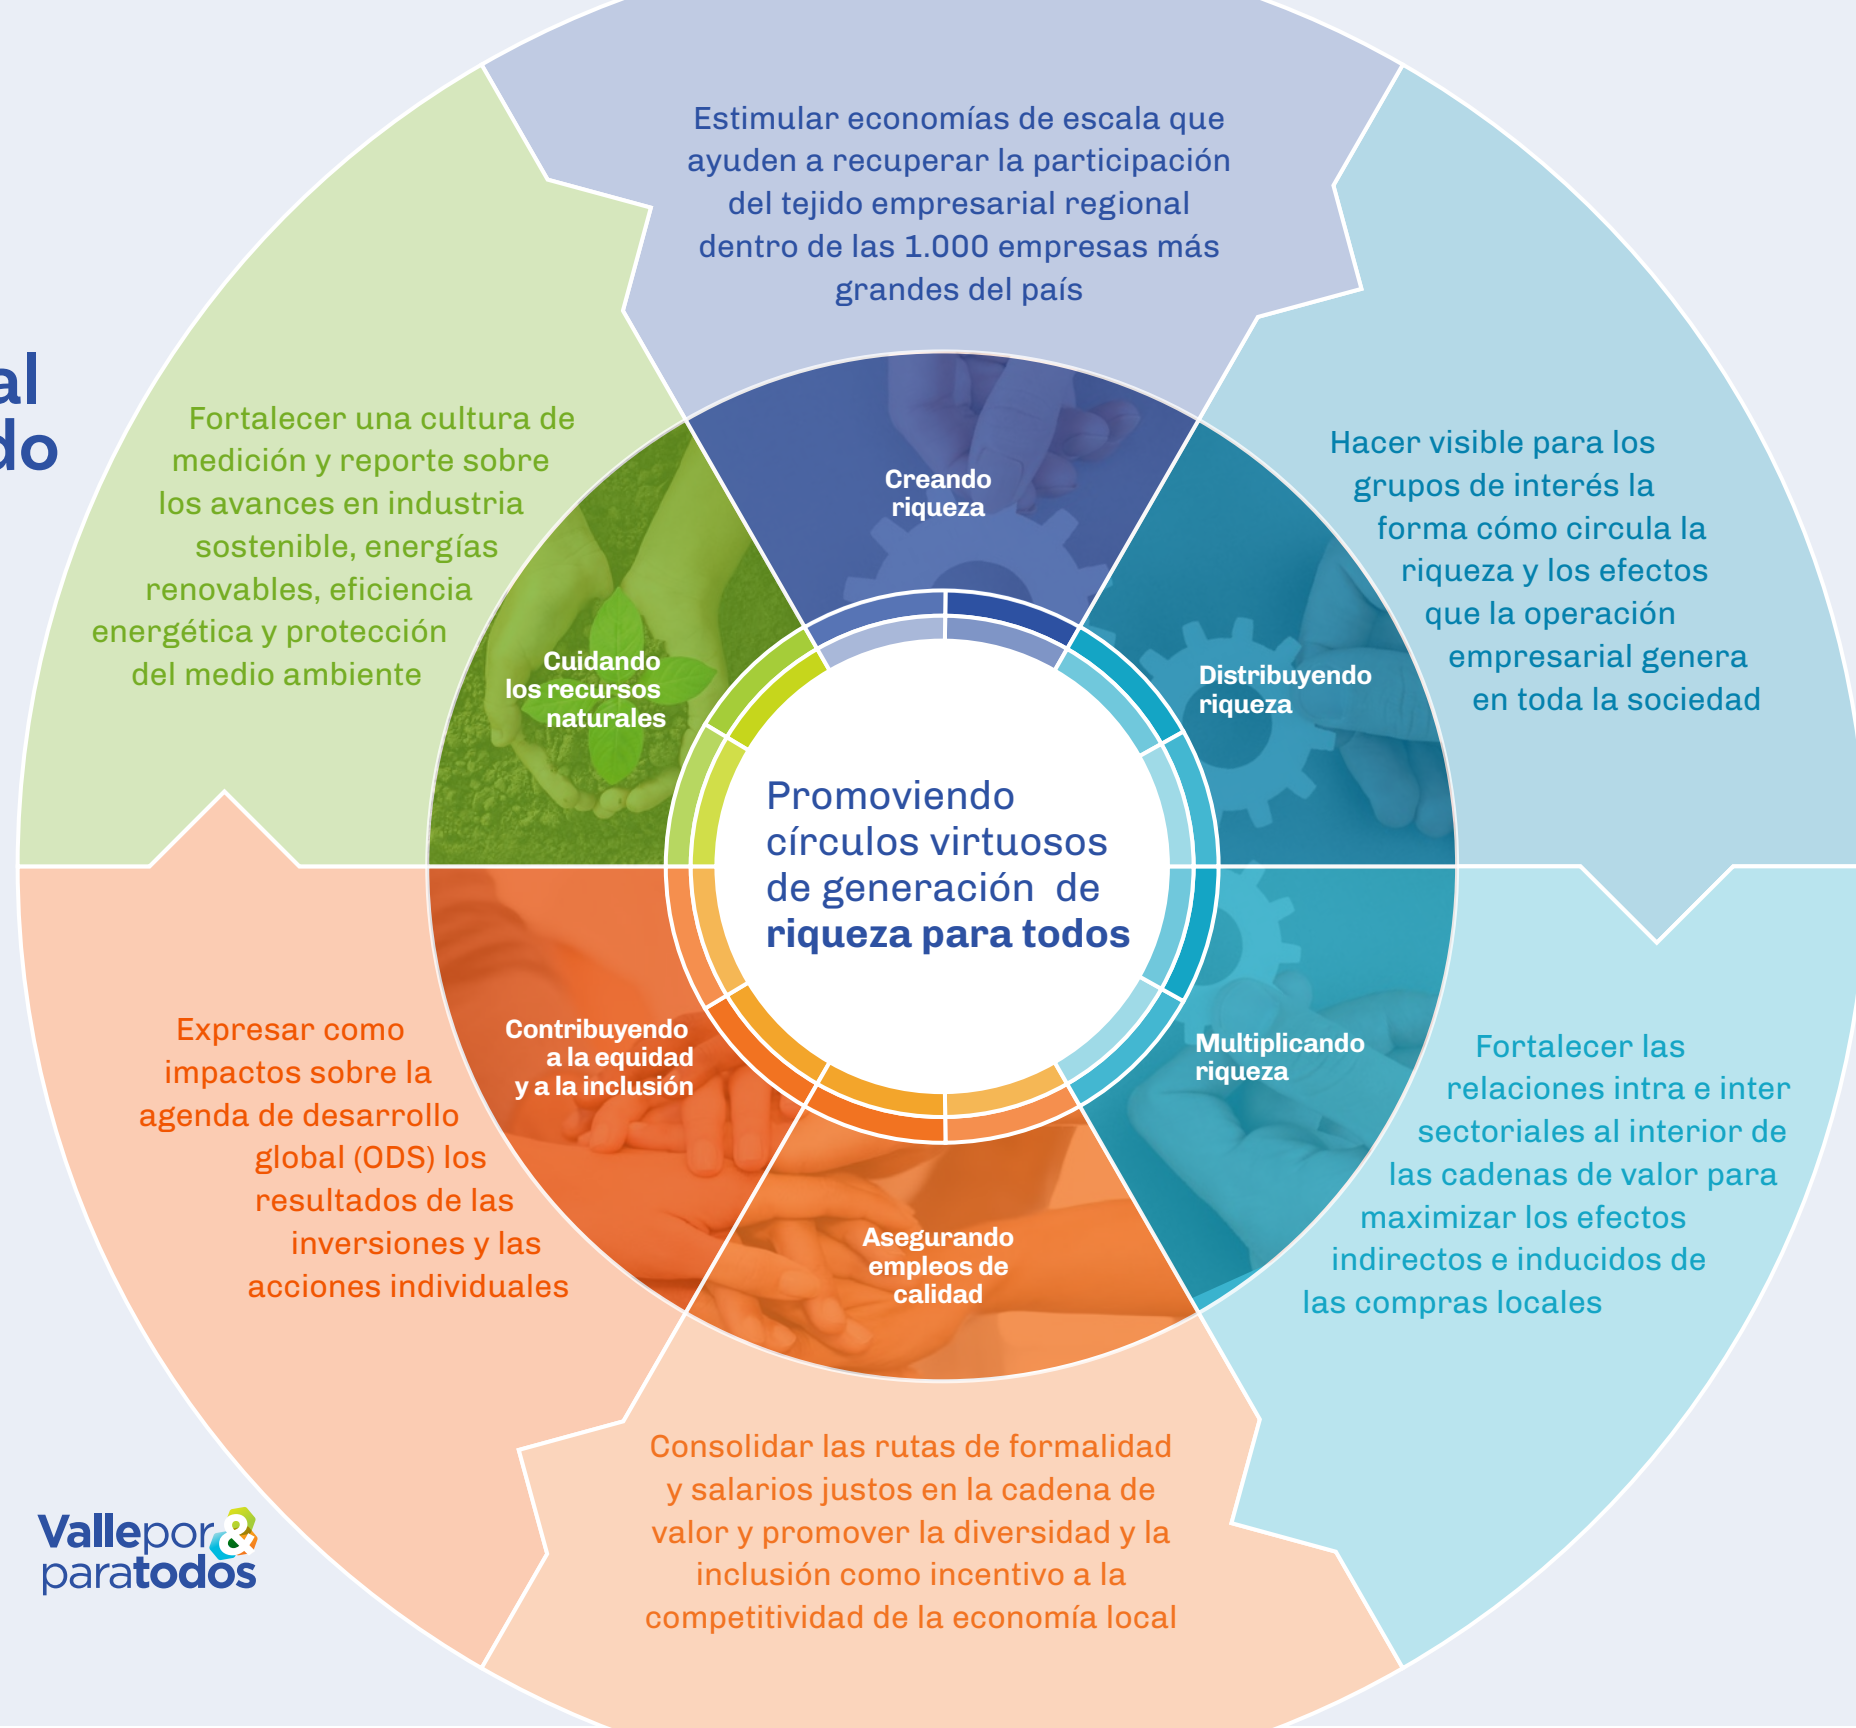 Estimular economías de escala que
ayuden a recuperar la participación
del tejido empresarial regional
dentro de las 1.000 empresas más
grandes del país
Creando
riqueza
Hacer visible para los
grupos de interés la
forma cómo circula la
riqueza y los efectos
que la operación
empresarial genera
en toda la sociedad
Distribuyendo
riqueza
Fortalecer las
relaciones intra e inter
sectoriales al interior de
las cadenas de valor para
maximizar los efectos
indirectos e inducidos de
las compras locales
Multiplicando
riqueza
Consolidar las rutas de formalidad
y salarios justos en la cadena de
valor y promover la diversidad y la
inclusión como incentivo a la
competitividad de la economía local
Asegurando
empleos de
calidad
Expresar como
impactos sobre la
agenda de desarrollo
global (ODS) los
resultados de las
inversiones y las
acciones individuales
Contribuyendo
a la equidad
y a la inclusión
Fortalecer una cultura de
medición y reporte sobre
los avances en industria
sostenible, energías
renovables, eficiencia
energética y protección
del medio ambiente
Cuidando
los recursos
naturales
Promoviendo
círculos virtuosos
de generación de
riqueza para todos
al
do
Vallepor&
paratodos